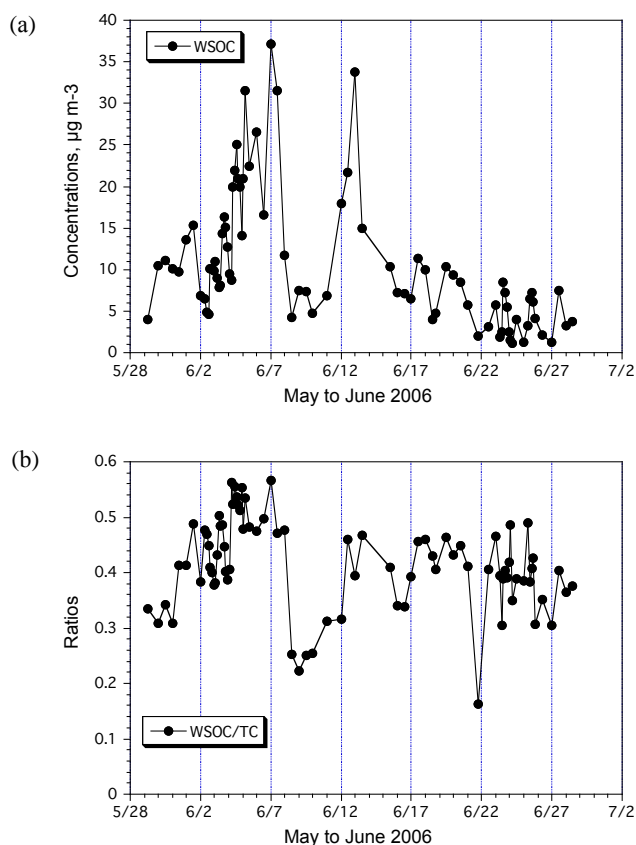 (a)
WSOC
Concentrations, µg m-3
40
35
30
25
20
15
10
5
0
5/28 6/2 6/7 6/12 6/17 6/22 6/27 7/2
May to June 2006
(b)
0.6
0.5
0.4
0.3
0.2
0.1
0
Ratios
WSOC/TC
5/28 6/2 6/7 6/12 6/17 6/22 6/27 7/2
May to June 2006